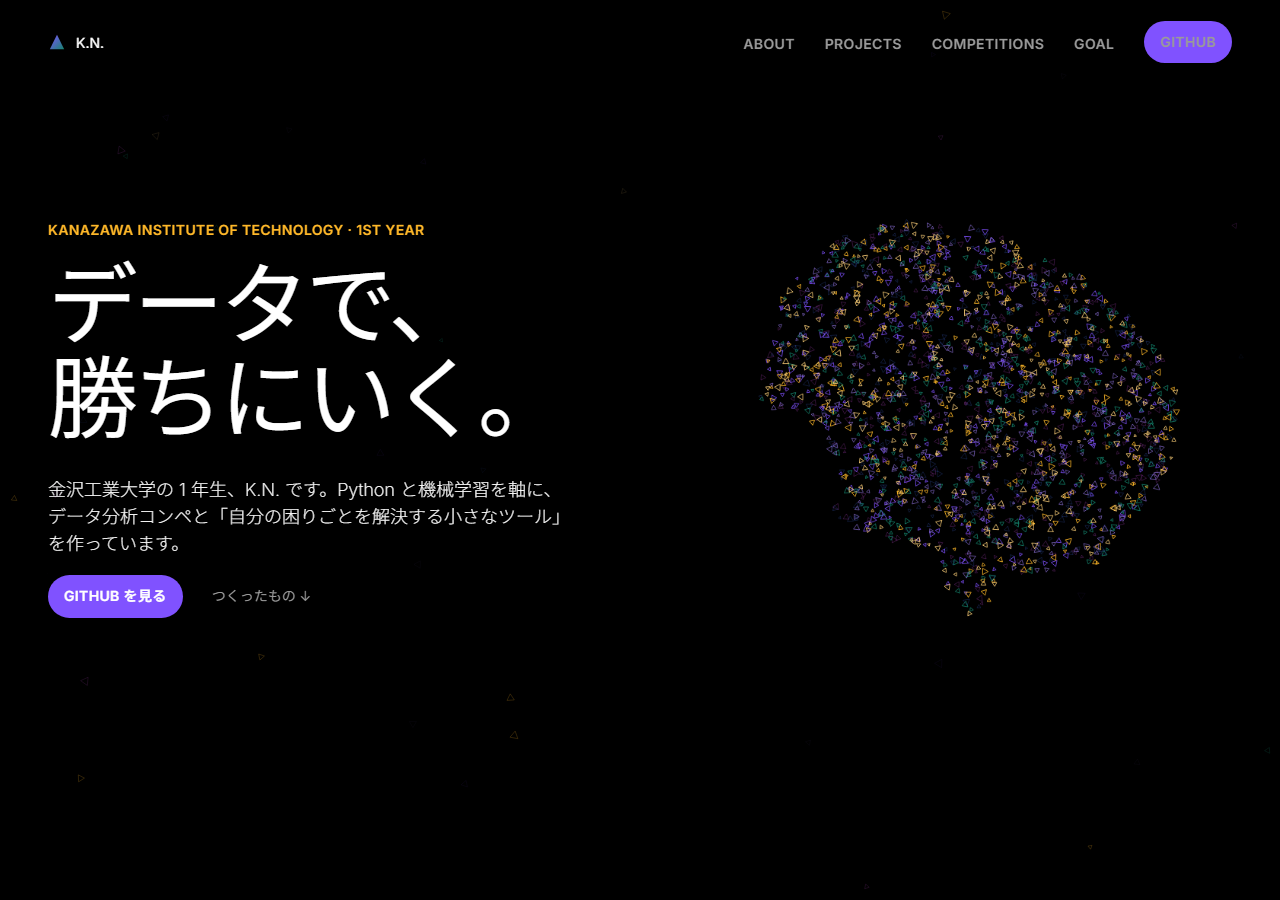 K.N.
ABOUT
PROJECTS
COMPETITIONS
GOAL
GITHUB
KANAZAWA INSTITUTE OF TECHNOLOGY · 1ST YEAR
データで、
勝ちにいく。
金沢工業大学の 1 年生、K.N. です。Python と機械学習を軸に、
データ分析コンペと「自分の困りごとを解決する小さなツール」
を作っています。
GITHUB を見る
つくったもの ↓